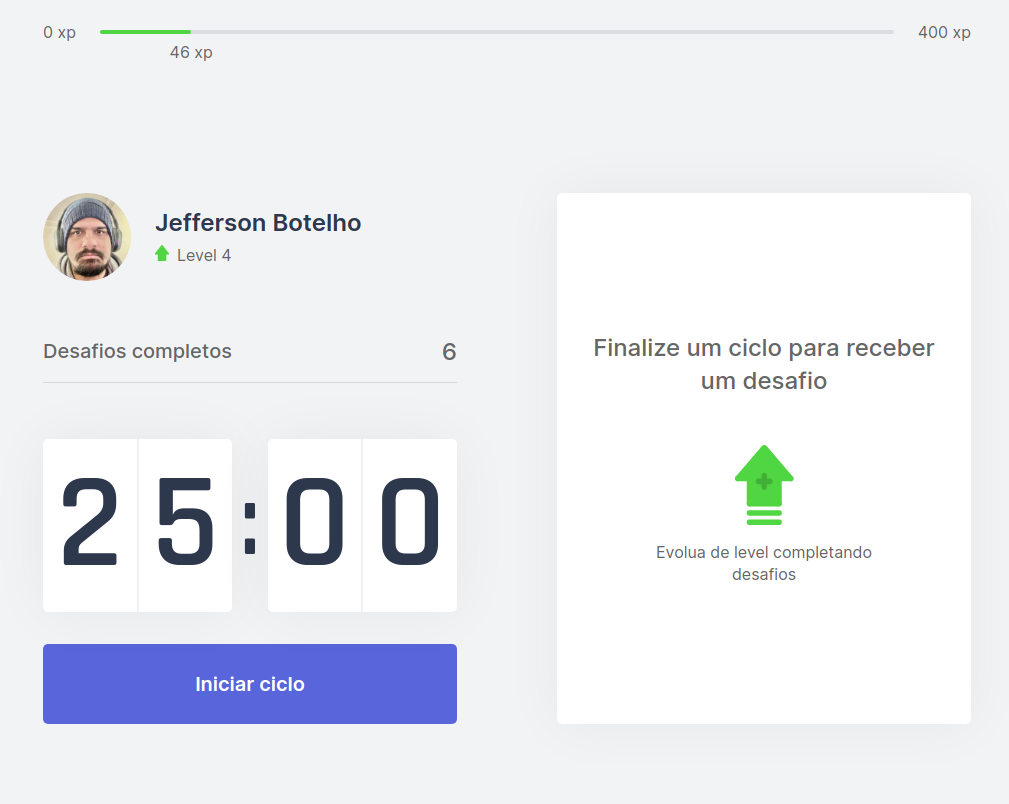 0 xp
400 xp
46 xp
Jefferson Botelho
Level 4
Desafios completos
6
25:00
Iniciar ciclo
Finalize um ciclo para receber
um desafio
Evolua de level completando
desafios